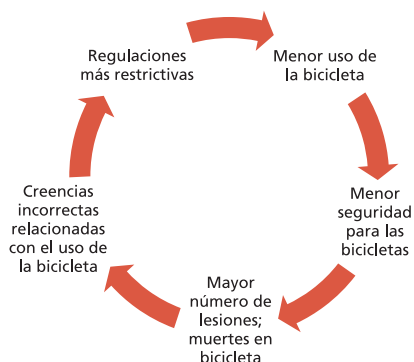 Regulaciones
más restrictivas
Menor uso de
la bicicleta
Menor
seguridad
para las
bicicletas
Mayor
número de
lesiones;
muertes en
bicicleta
Creencias
incorrectas
relacionadas
con el uso de
la bicicleta